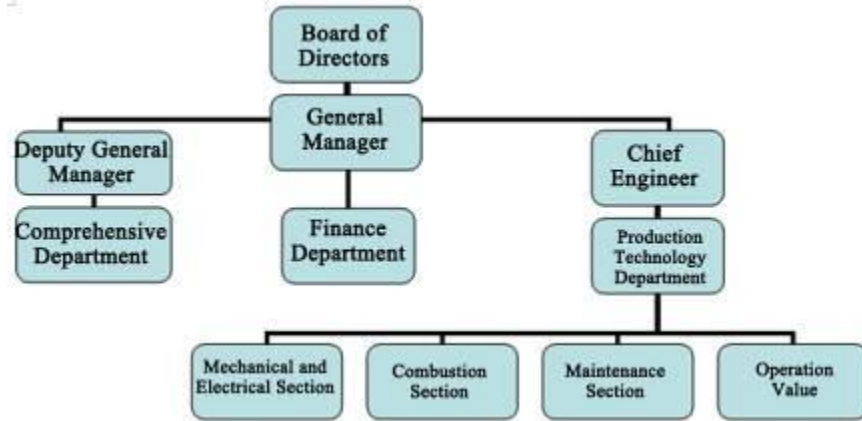 Board of
Directors
General
Manager
Deputy General
Manager
Chief
Engineer
Comprehensive
Department
Finance
Department
Production
Technology
Department
Mechanical and
Electrical Section
Combustion
Section
Maintenance
Section
Operation
Value